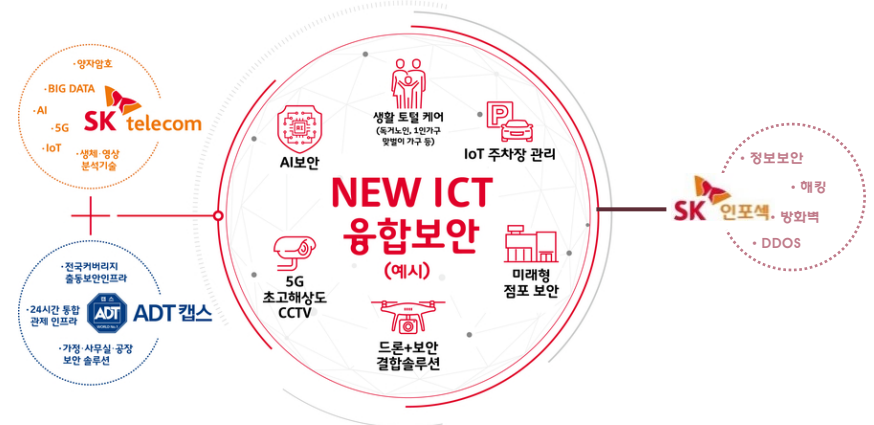 ·양자암호
·BIG DATA
·AI
·5G
·IoT
·생체·영상
분석기술
SK telecom
·전국커버리지
출동보안인프라
·24시간 통합
관제 인프라
캡스
ADT
ADT 캡스
·가정·사무실·공장
보안 솔루션
생활 토털 케어
(독거노인, 1인가구
맞벌이 가구 등)
AI
AI보안
P
IoT 주차장 관리
NEW ICT
융합보안
(예시)
5G
초고해상도
CCTV
미래형
점포 보안
드론+보안
결합솔루션
SK 인포섹
• 정보보안
• 해킹
• 방화벽
• DDOS